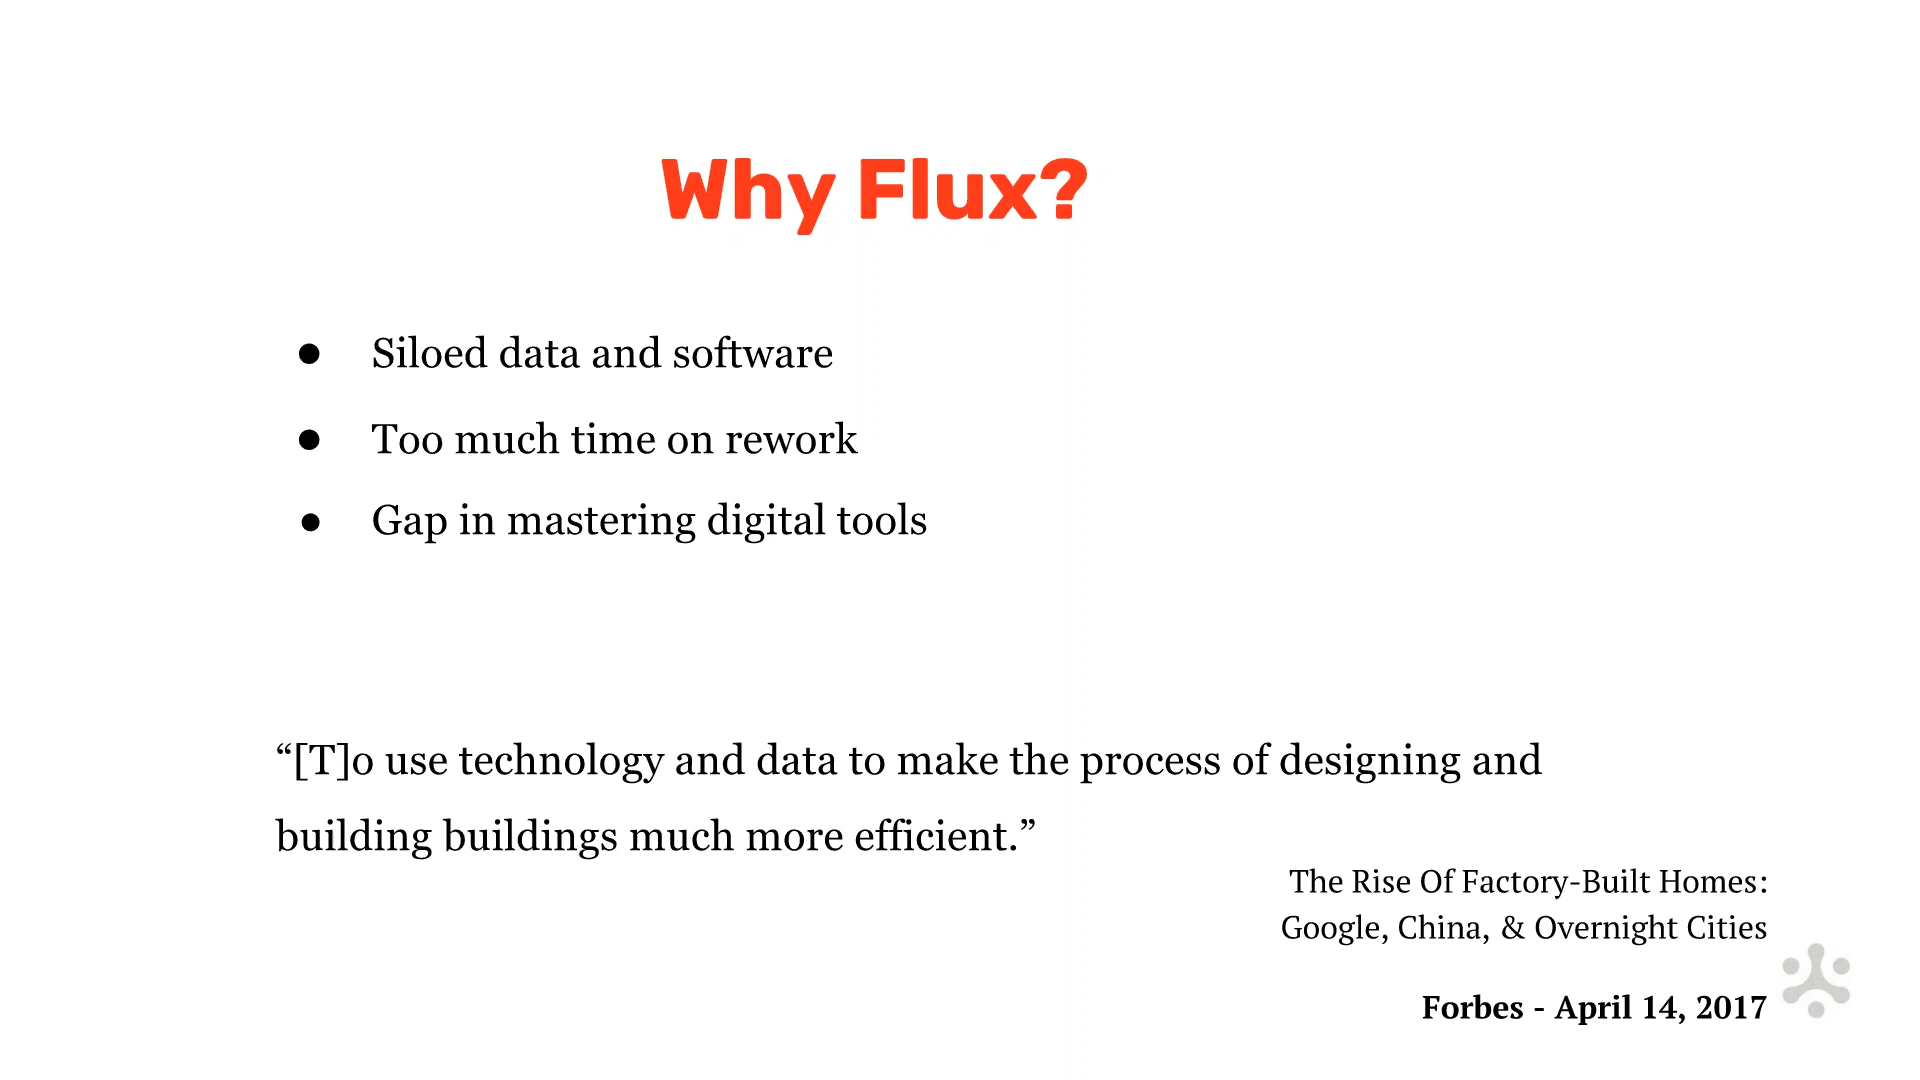 Why Flux?
● Siloed data and software
● Too much time on rework
● Gap in mastering digital tools
“[T]o use technology and data to make the process of designing and
building buildings much more efficient.”
The Rise Of Factory-Built Homes:
Google, China, & Overnight Cities
Forbes - April 14, 2017